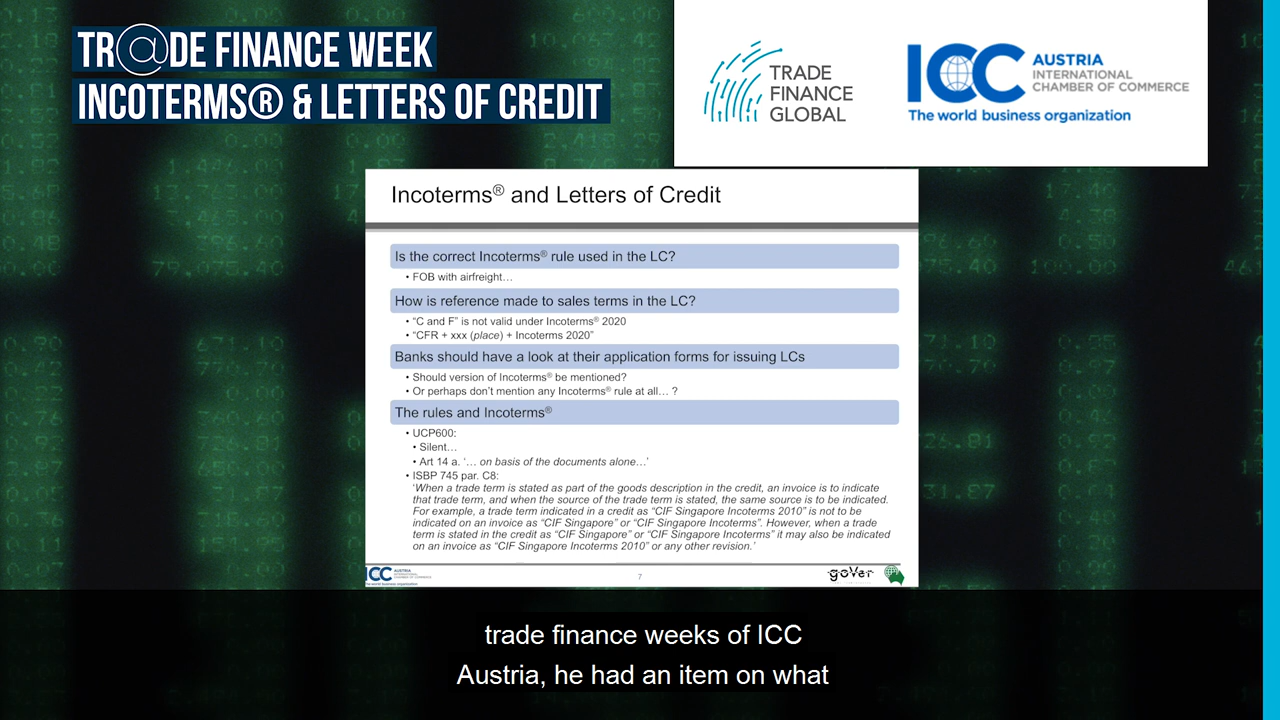 TR@DE FINANCE WEEK
INCOTERMS® & LETTERS OF CREDIT
TRADE
FINANCE
GLOBAL
ICC
AUSTRIA
INTERNATIONAL
CHAMBER OF COMMERCE
The world business organization
Incoterms® and Letters of Credit
Is the correct Incoterms® rule used in the LC?
• FOB with airfreight…
How is reference made to sales terms in the LC?
• “C and F” is not valid under Incoterms® 2020
• “CFR + xxx (place) + Incoterms 2020”
Banks should have a look at their application forms for issuing LCs
• Should version of Incoterms® be mentioned?
• Or perhaps don’t mention any Incoterms® rule at all… ?
The rules and Incoterms®
• UCP600:
• Silent…
• Art 14 a. ‘… on basis of the documents alone…’
• ISBP 745 par. C8:
‘When a trade term is stated as part of the goods description in the credit, an invoice is to indicate
that trade term, and when the source of the trade term is stated, the same source is to be indicated.
For example, a trade term indicated in a credit as “CIF Singapore Incoterms 2010” is not to be
indicated on an invoice as “CIF Singapore” or “CIF Singapore Incoterms”. However, when a trade
term is stated in the credit as “CIF Singapore” or “CIF Singapore Incoterms” it may also be indicated
on an invoice as “CIF Singapore Incoterms 2010” or any other revision.’
ICC
AUSTRIA
INTERNATIONAL
CHAMBER OF COMMERCE
The world business organization
7
goVer
trade finance weeks of ICC
Austria, he had an item on what